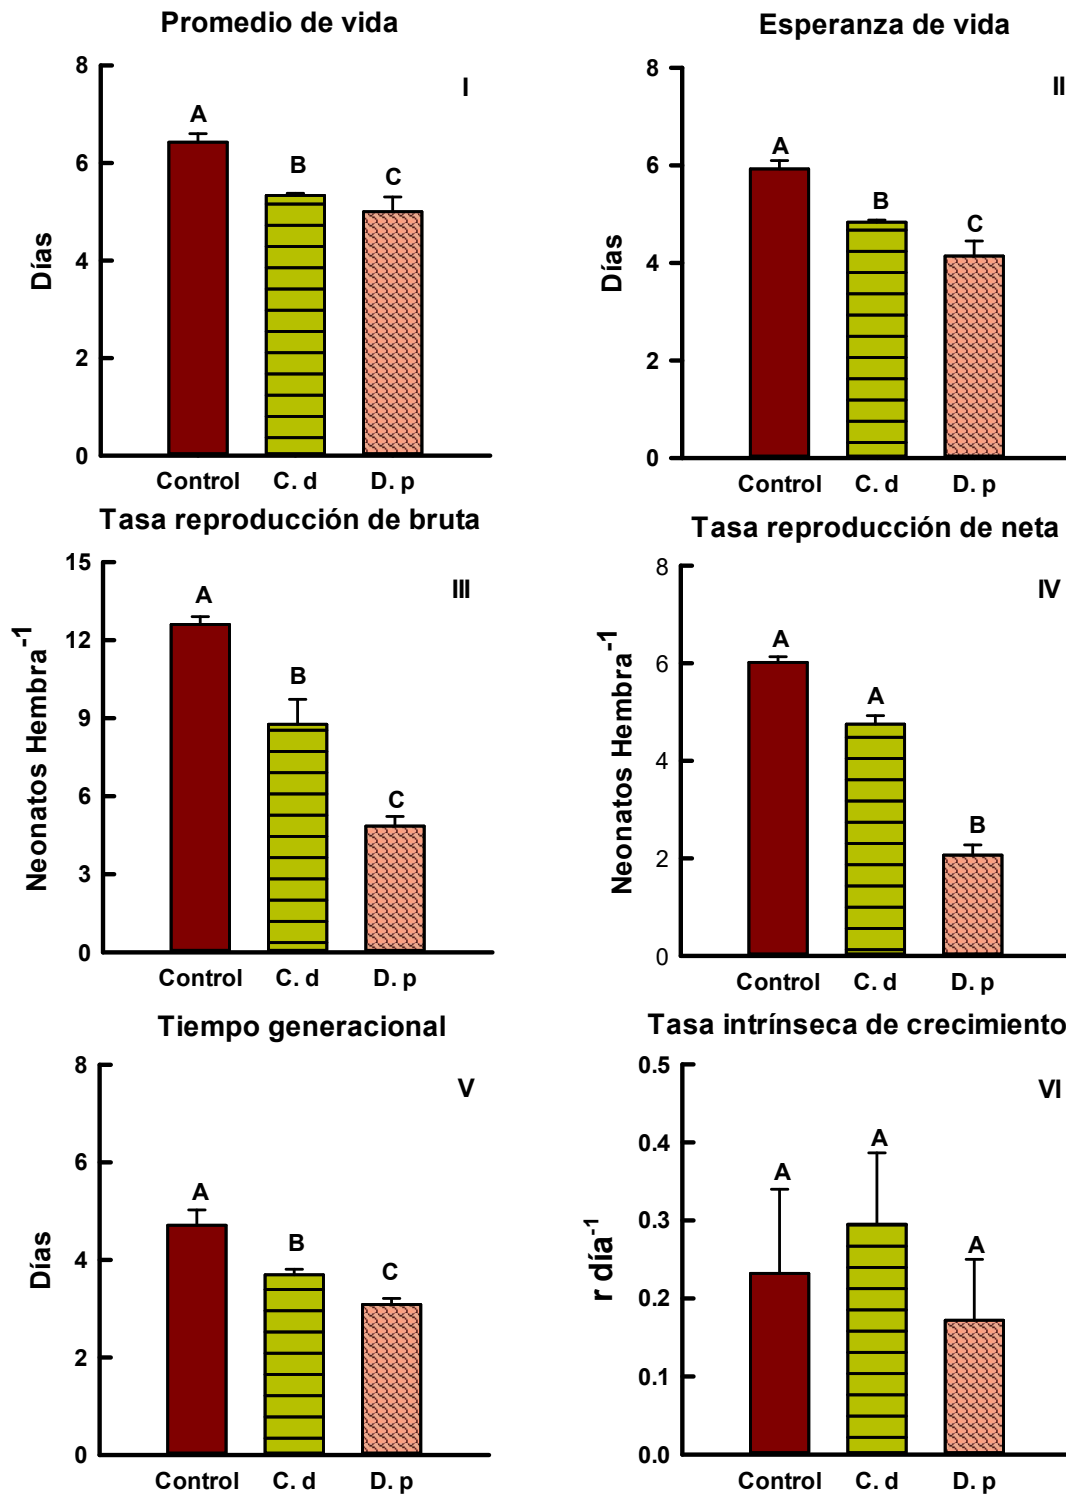 Promedio de vida
I
8
6
4
2
0
Días
A
B
C
Control C. d D. p
Esperanza de vida
II
8
6
4
2
0
Días
A
B
C
Control C. d D. p
Tasa reproducción de bruta
III
15
12
9
6
3
0
Neonatos Hembra-1
A
B
C
Control C. d D. p
Tasa reproducción de neta
IV
8
6
4
2
0
Neonatos Hembra-1
A
A
B
Control C. d D. p
Tiempo generacional
V
8
6
4
2
0
Días
A
B
C
Control C. d D. p
Tasa intrínseca de crecimiento
VI
0.5
0.4
0.3
0.2
0.1
0.0
r día-1
A
A
A
Control C. d D. p